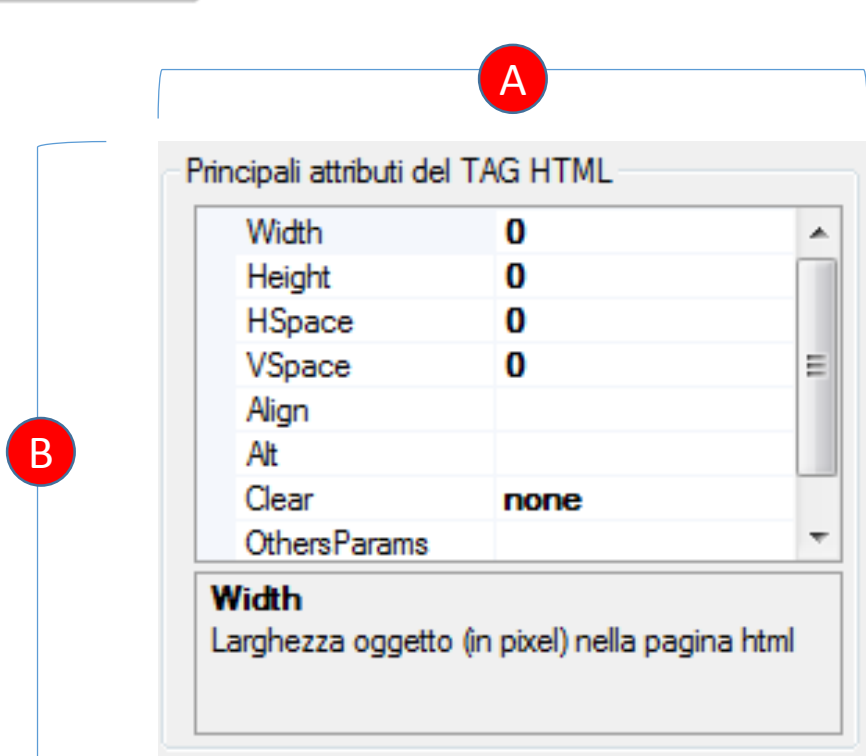 A
Principali attributi del TAG HTML
Width 0
Height 0
HSpace 0
VSpace 0
Align
Alt
B
Clear none
OthersParams
Width
Larghezza oggetto (in pixel) nella pagina html